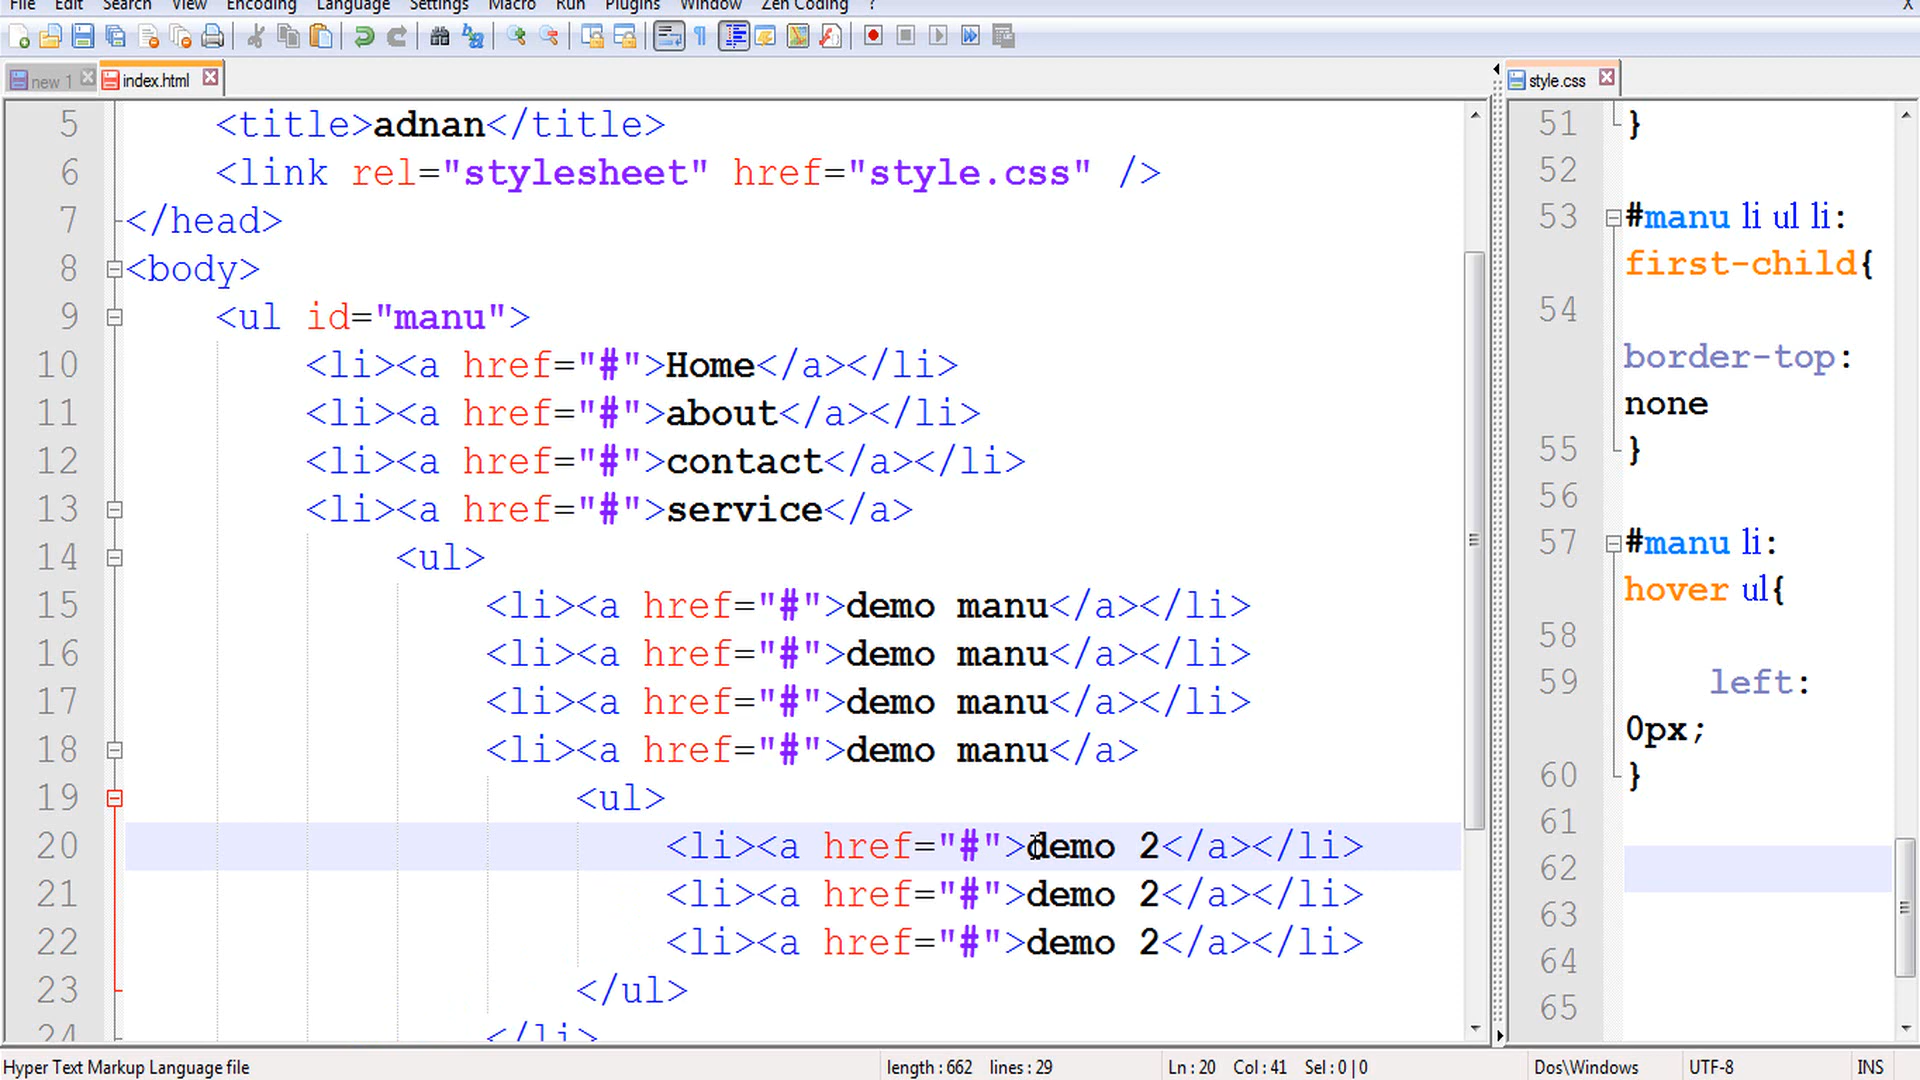 File Edit Search View Encoding Language Settings Macro Run Plugins Window Zen Coding ? X
new 1 index.html
style.css
5 <title>adnan</title>
6 <link rel="stylesheet" href="style.css" />
7 </head>
8 <body>
9 <ul id="manu">
10 <li><a href="#">Home</a></li>
11 <li><a href="#">about</a></li>
12 <li><a href="#">contact</a></li>
13 <li><a href="#">service</a>
14 <ul>
15 <li><a href="#">demo manu</a></li>
16 <li><a href="#">demo manu</a></li>
17 <li><a href="#">demo manu</a></li>
18 <li><a href="#">demo manu</a>
19 <ul>
20 <li><a href="#">demo 2</a></li>
21 <li><a href="#">demo 2</a></li>
22 <li><a href="#">demo 2</a></li>
23 </ul>
24 </li>
51 }
52
53 #manu li ul li:
first-child{
54
border-top:
none
55 }
56
57 #manu li:
hover ul{
58
59 left:
0px;
60 }
61
62
63
64
65
Hyper Text Markup Language file length : 662 lines : 29 Ln : 20 Col : 41 Sel : 0 | 0 Dos\Windows UTF-8 INS